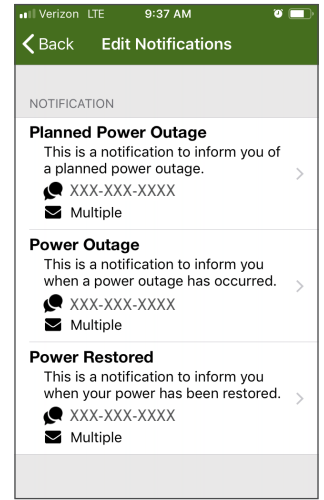 Verizon LTE 9:37 AM
Back Edit Notifications
NOTIFICATION
Planned Power Outage
This is a notification to inform you of
a planned power outage.
XXX-XXX-XXXX
Multiple
Power Outage
This is a notification to inform you
when a power outage has occurred.
XXX-XXX-XXXX
Multiple
Power Restored
This is a notification to inform you
when your power has been restored.
XXX-XXX-XXXX
Multiple